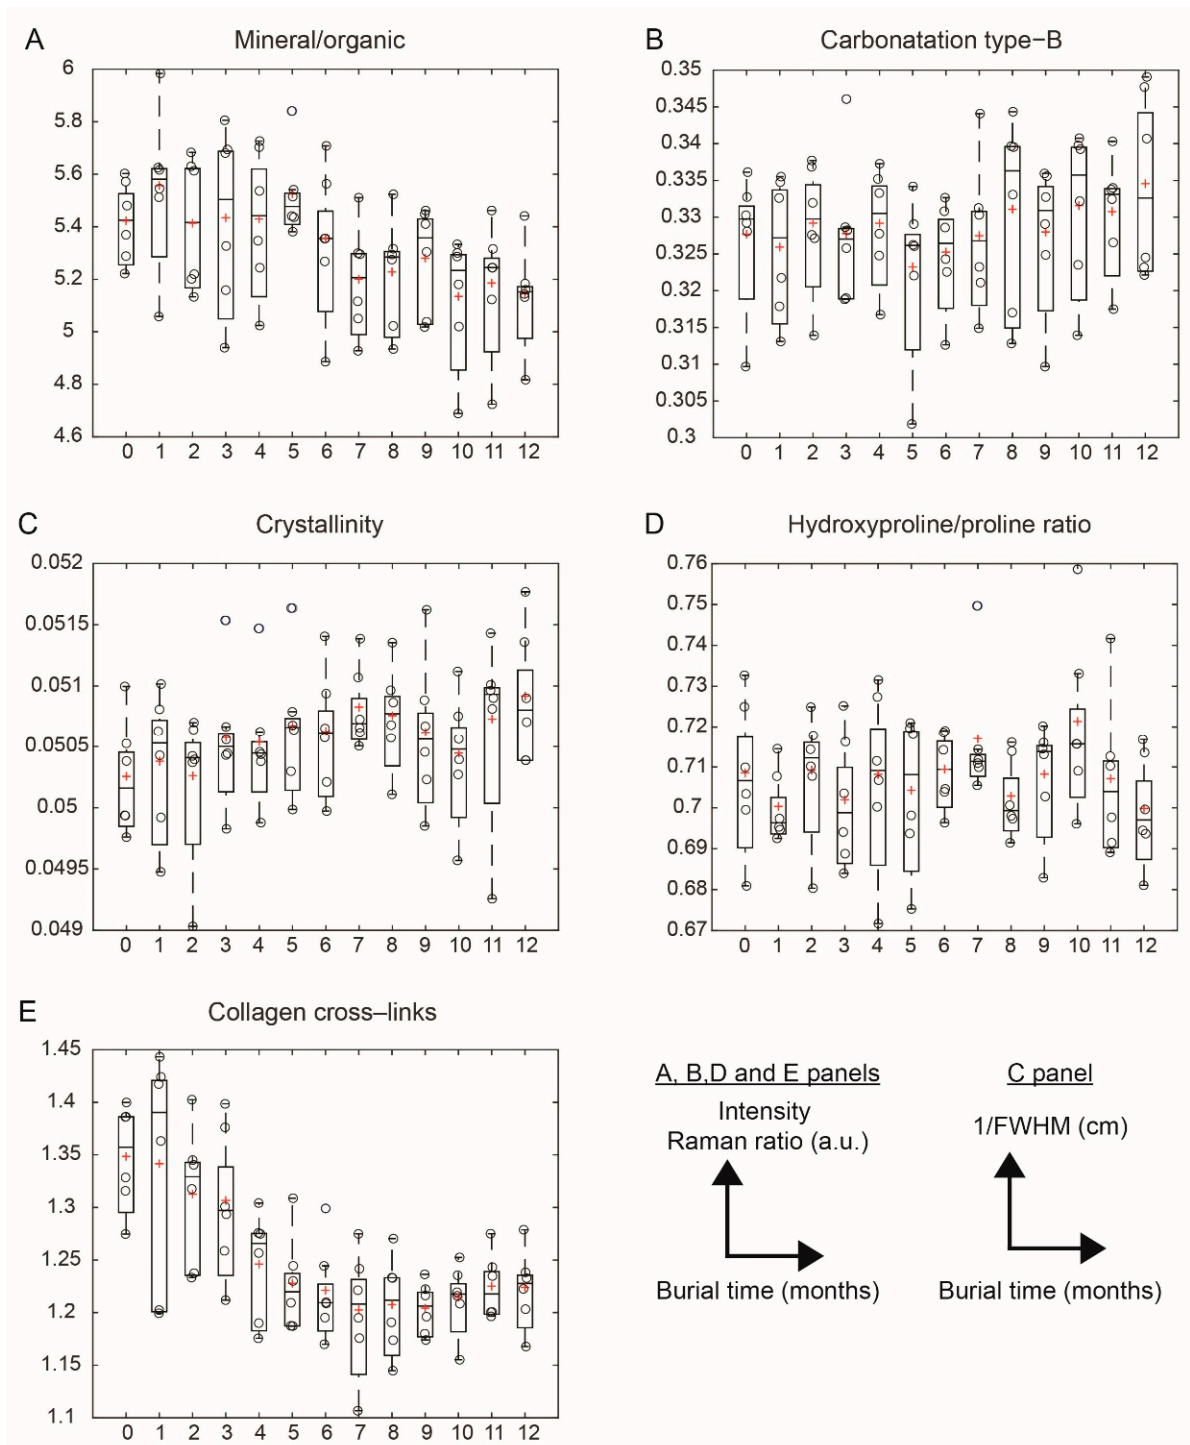 A Mineral/organic
6
5.8
5.6
5.4
5.2
5
4.8
4.6
0 1 2 3 4 5 6 7 8 9 10 11 12
B Carbonatation type–B
0.35
0.345
0.34
0.335
0.33
0.325
0.32
0.315
0.31
0.305
0.3
0 1 2 3 4 5 6 7 8 9 10 11 12
C Crystallinity
0.052
0.0515
0.051
0.0505
0.05
0.0495
0.049
0 1 2 3 4 5 6 7 8 9 10 11 12
D Hydroxyproline/proline ratio
0.76
0.75
0.74
0.73
0.72
0.71
0.7
0.69
0.68
0.67
0 1 2 3 4 5 6 7 8 9 10 11 12
E Collagen cross–links
1.45
1.4
1.35
1.3
1.25
1.2
1.15
1.1
0 1 2 3 4 5 6 7 8 9 10 11 12
A, B,D and E panels
Intensity
Raman ratio (a.u.)
Burial time (months)
C panel
1/FWHM (cm)
Burial time (months)